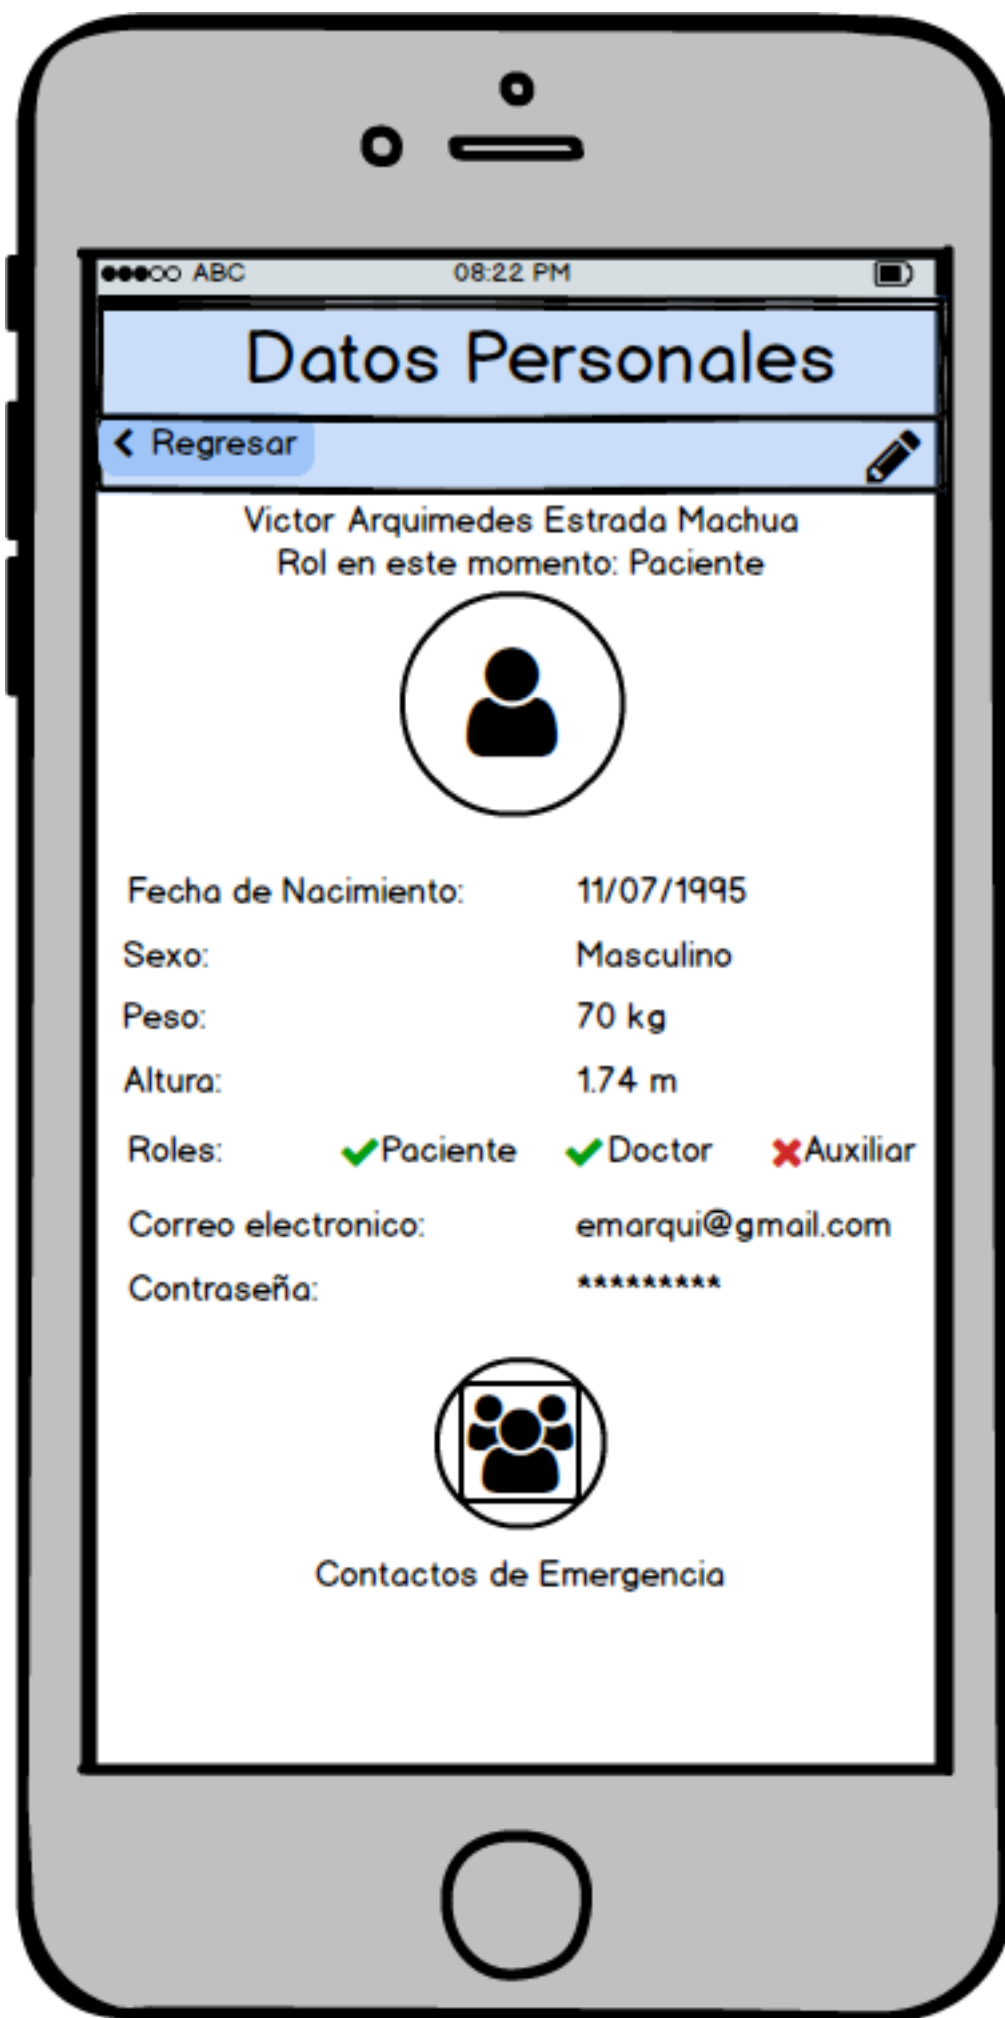 ABC 08:22 PM
Datos Personales
Regresar
Victor Arquimedes Estrada Machua
Rol en este momento: Paciente
Fecha de Nacimiento: 11/07/1995
Sexo: Masculino
Peso: 70 kg
Altura: 1.74 m
Roles: Paciente Doctor Auxiliar
Correo electronico: emarqui@gmail.com
Contraseña: *********
Contactos de Emergencia